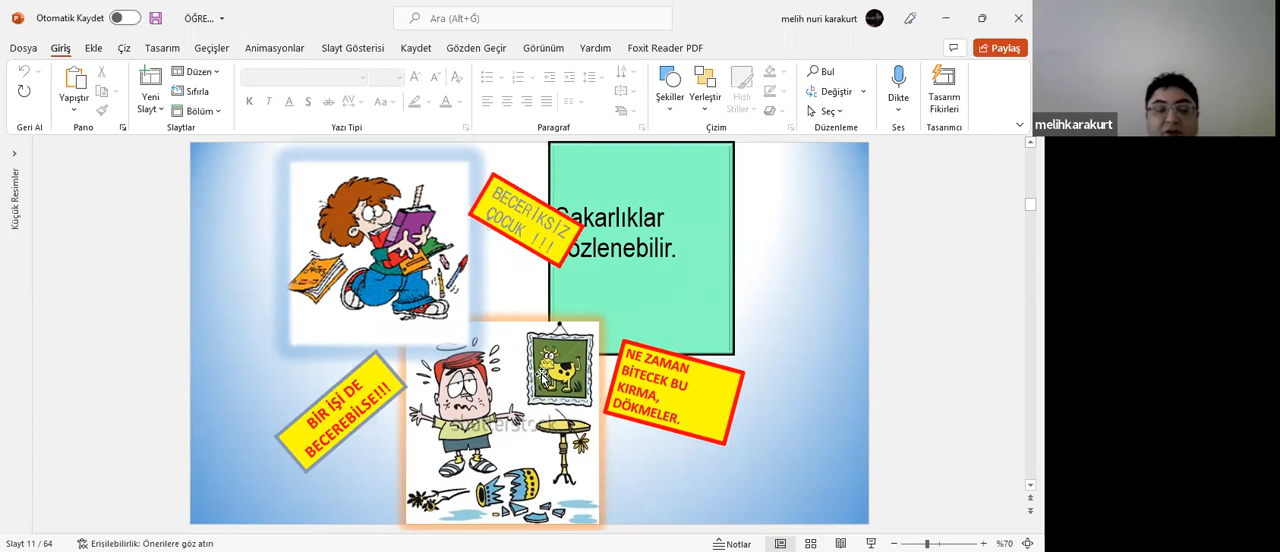 Otomatik Kaydet
ÖĞRE...
Ara (Alt+Ğ)
melih nuri karakurt
Dosya Giriş Ekle Çiz Tasarım Geçişler Animasyonlar Slayt Gösterisi Kaydet Gözden Geçir Görünüm Yardım Foxit Reader PDF
Paylaş
Yapıştır
Yeni
Slayt
Düzen
Sıfırla
Bölüm
K T A S ab AV Aa A
Şekiller
Yerleştir
Hızlı
Stiller
Bul
Değiştir
Seç
Dikte
Tasarım
Fikirleri
Geri Al Pano Slaytlar Yazı Tipi Paragraf Çizim Düzenleme Ses Tasarımcı
melihkarakurt
Küçük Resimler
BECERİKSİZ
ÇOCUK !!!
Sakarlıklar
özlenebilir.
BİR İŞİ DE
BECEREBİLSE!!!
NE ZAMAN
BİTECEK BU
KIRMA,
DÖKMELER.
Slayt 11 / 64
Erişilebilirlik: Önerilere göz atın
Notlar
%70